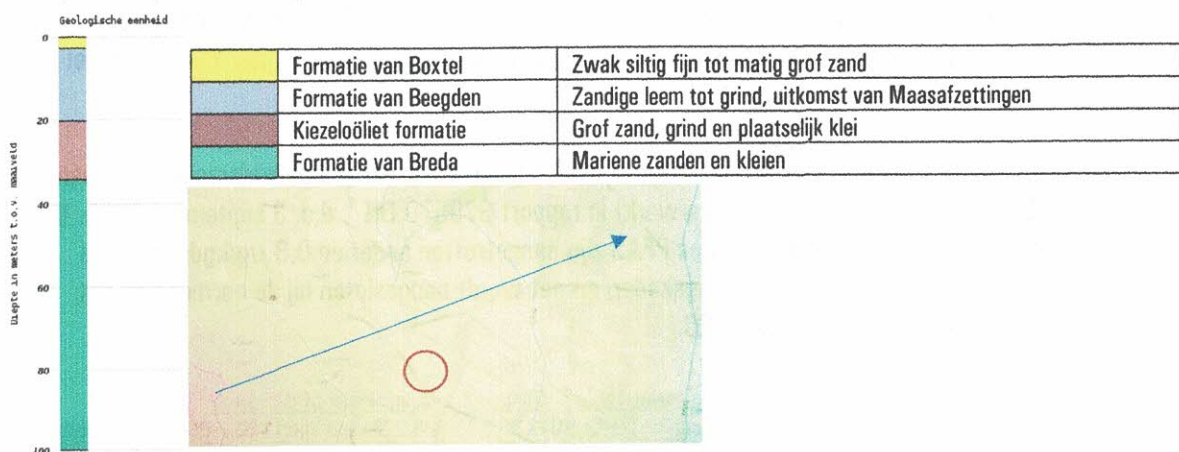 Geologische eenheid
0
20
40
60
80
100
Diepte in meters t.o.v. maaiveld
Formatie van Boxtel Zwak siltig fijn tot matig grof zand
Formatie van Beegden Zandige leem tot grind, uitkomst van Maasafzettingen
Kiezeloöliet formatie Grof zand, grind en plaatselijk klei
Formatie van Breda Mariene zanden en kleien